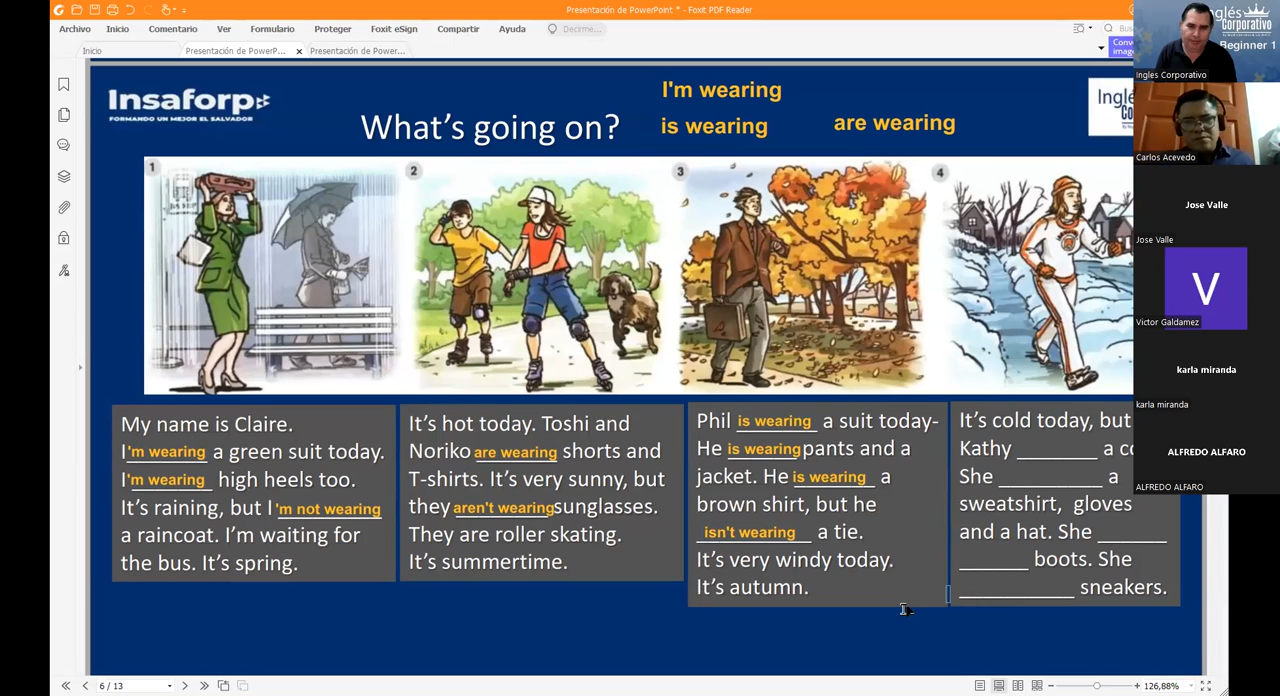 Presentación de PowerPoint * - Foxit PDF Reader
Archivo Inicio Comentario Ver Formulario Proteger Foxit eSign Compartir Ayuda Decirme...
Inicio Presentación de PowerP... × Presentación de Power...
Insaforp
FORMANDO UN MEJOR EL SALVADOR
What's going on?
I'm wearing
is wearing
are wearing
1
2
3
4
My name is Claire.
I'm wearing a green suit today.
I'm wearing high heels too.
It's raining, but I'm not wearing
a raincoat. I'm waiting for
the bus. It's spring.
It's hot today. Toshi and
Noriko are wearing shorts and
T-shirts. It's very sunny, but
they aren't wearing sunglasses.
They are roller skating.
It's summertime.
Phil is wearing a suit today-
He is wearing pants and a
jacket. He is wearing a
brown shirt, but he
isn't wearing a tie.
It's very windy today.
It's autumn.
It's cold today, but
Kathy ________ a
She __________ a
sweatshirt, gloves
and a hat. She _______
_______ boots. She
____________ sneakers.
6 / 13
126,88%
Inglés
Corporativo
Beginner 1
Ingles Corporativo
Carlos Acevedo
Jose Valle
Jose Valle
V
Victor Galdamez
karla miranda
karla miranda
ALFREDO ALFARO
ALFREDO ALFARO